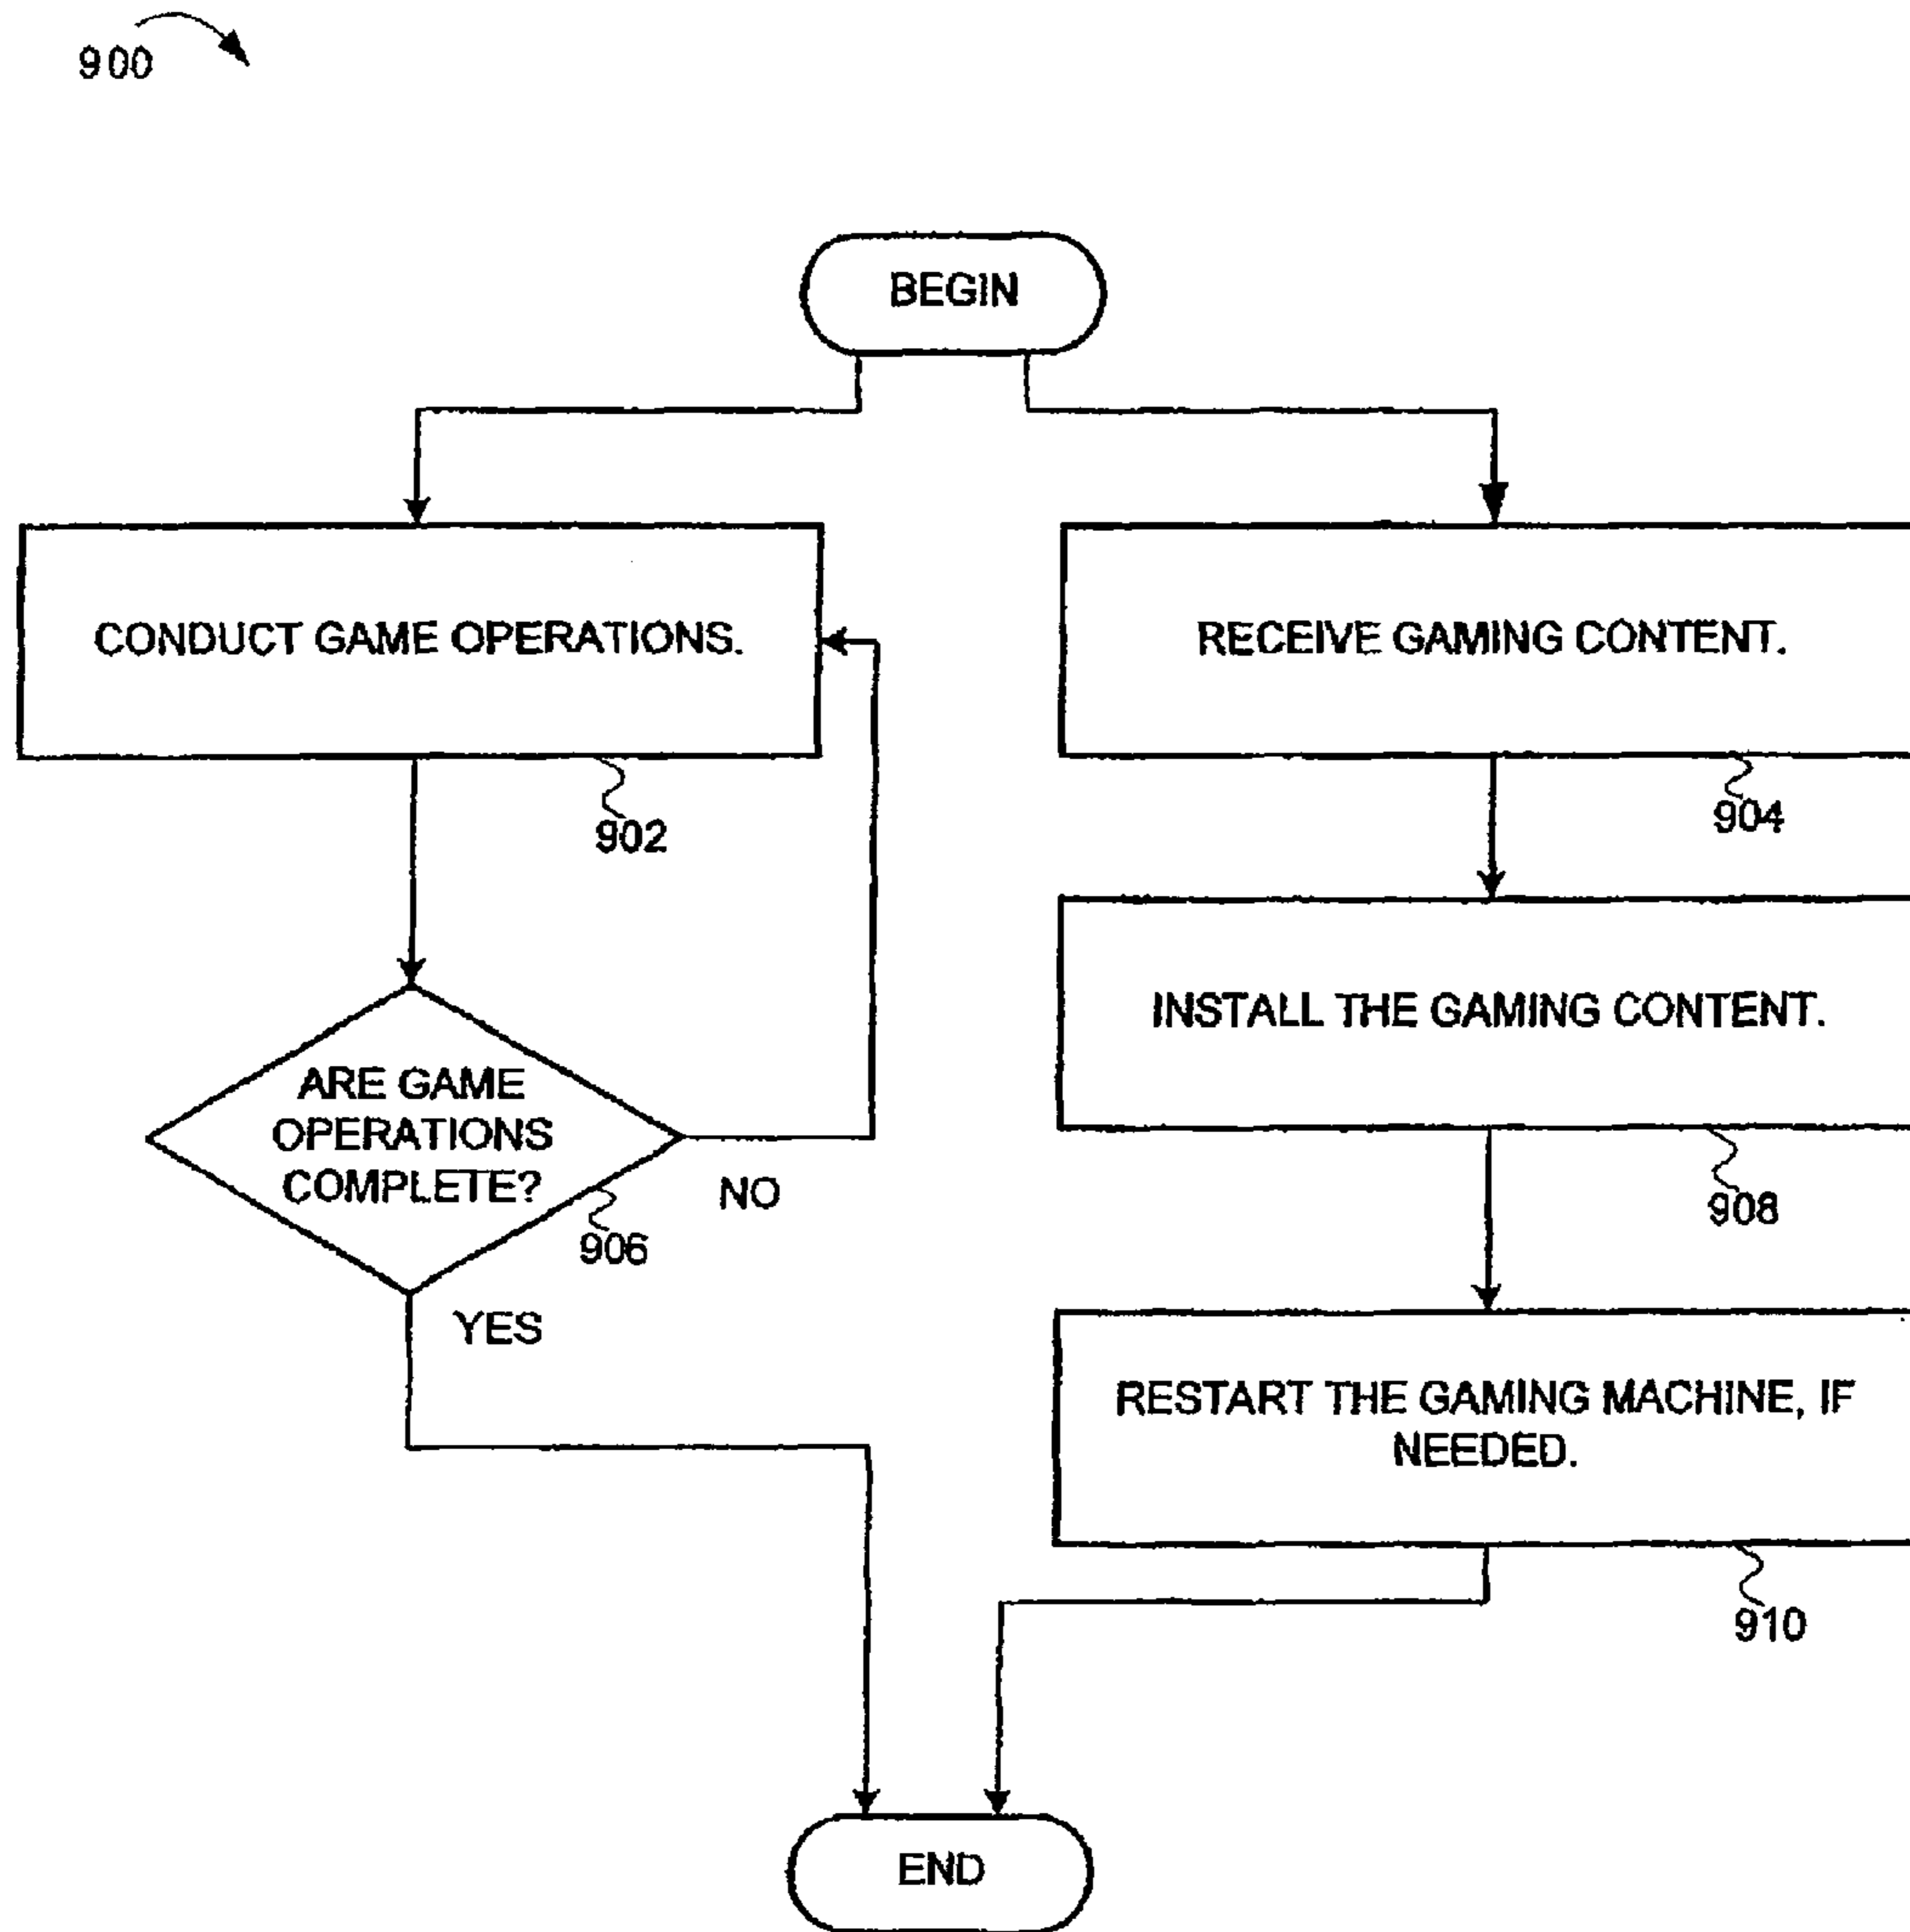 900
BEGIN
CONDUCT GAME OPERATIONS.
902
RECEIVE GAMING CONTENT.
904
ARE GAME
OPERATIONS
COMPLETE?
906
NO
YES
INSTALL THE GAMING CONTENT.
908
RESTART THE GAMING MACHINE, IF
NEEDED.
910
END